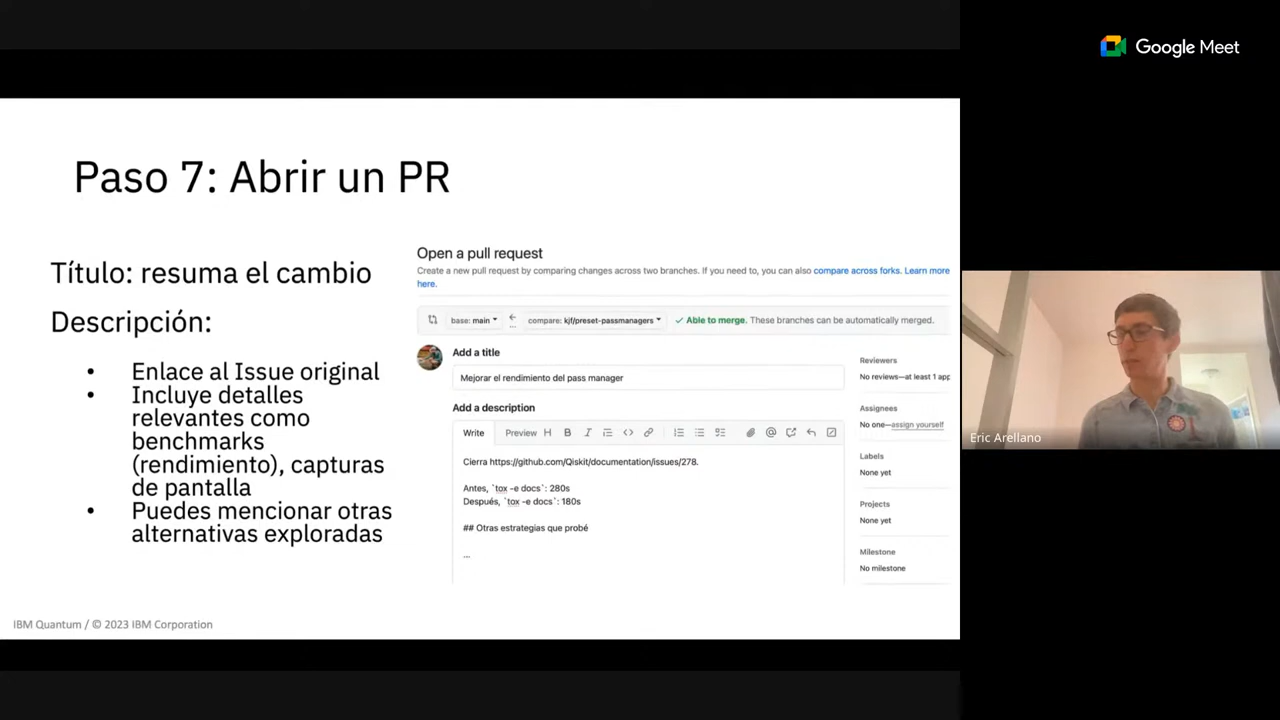 Google Meet
Paso 7: Abrir un PR
Título: resuma el cambio
Descripción:
• Enlace al Issue original
• Incluye detalles
relevantes como
benchmarks
(rendimiento), capturas
de pantalla
• Puedes mencionar otras
alternativas exploradas
Open a pull request
Create a new pull request by comparing changes across two branches. If you need to, you can also compare across forks. Learn more
here.
base: main
compare: kjf/preset-passmanagers
✓ Able to merge. These branches can be automatically merged.
Add a title
Mejorar el rendimiento del pass manager
Add a description
Write Preview H B I
Cierra https://github.com/Qiskit/documentation/issues/278.
Antes, `tox -e docs`: 280s
Después, `tox -e docs`: 180s
## Otras estrategias que probé
...
Reviewers
No reviews—at least 1 app
Assignees
No one—assign yourself
Labels
None yet
Projects
None yet
Milestone
No milestone
IBM Quantum / © 2023 IBM Corporation
Eric Arellano